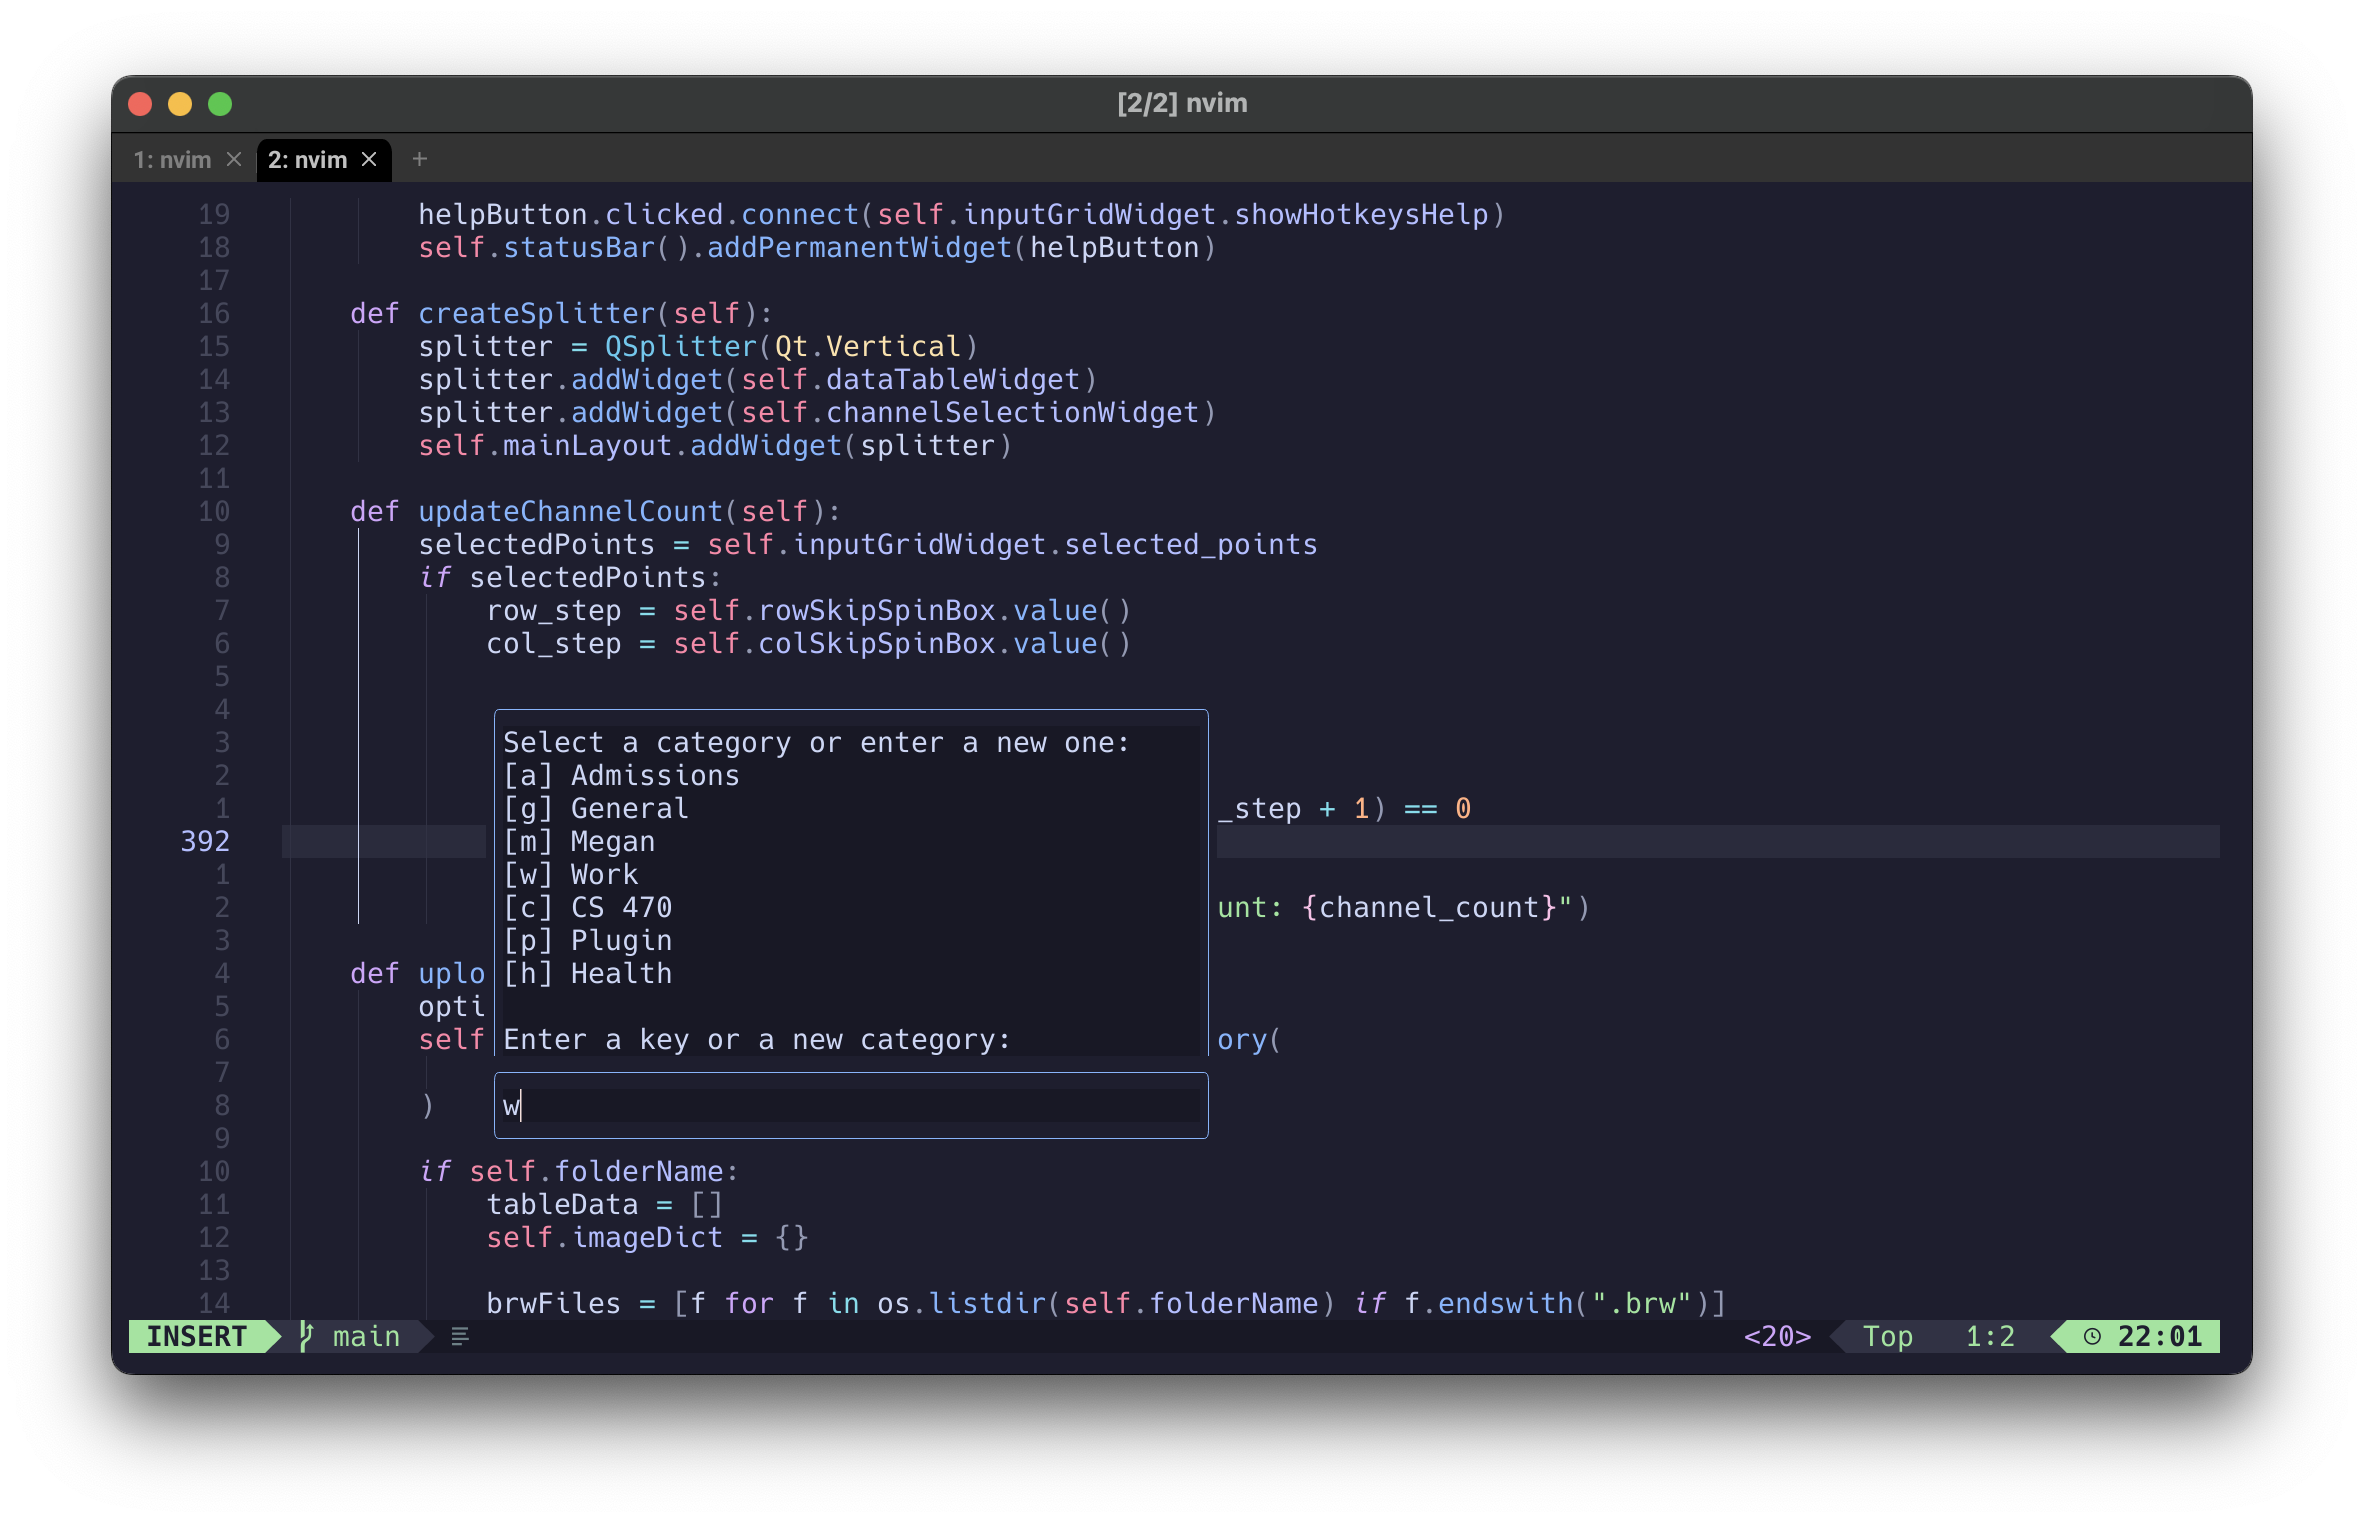 [2/2] nvim
1: nvim × 2: nvim × +
19 helpButton.clicked.connect(self.inputGridWidget.showHotkeysHelp)
18 self.statusBar().addPermanentWidget(helpButton)
17
16 def createSplitter(self):
15 splitter = QSplitter(Qt.Vertical)
14 splitter.addWidget(self.dataTableWidget)
13 splitter.addWidget(self.channelSelectionWidget)
12 self.mainLayout.addWidget(splitter)
11
10 def updateChannelCount(self):
9 selectedPoints = self.inputGridWidget.selected_points
8 if selectedPoints:
7 row_step = self.rowSkipSpinBox.value()
6 col_step = self.colSkipSpinBox.value()
5
4
3 Select a category or enter a new one:
2 [a] Admissions
1 [g] General _step + 1) == 0
392 [m] Megan
1 [w] Work
2 [c] CS 470 unt: {channel_count}")
3 [p] Plugin
4 def uplo [h] Health
5 opti
6 self Enter a key or a new category: ory(
7
8 ) w
9
10 if self.folderName:
11 tableData = []
12 self.imageDict = {}
13
14 brwFiles = [f for f in os.listdir(self.folderName) if f.endswith(".brw")]
INSERT main <20> Top 1:2 22:01